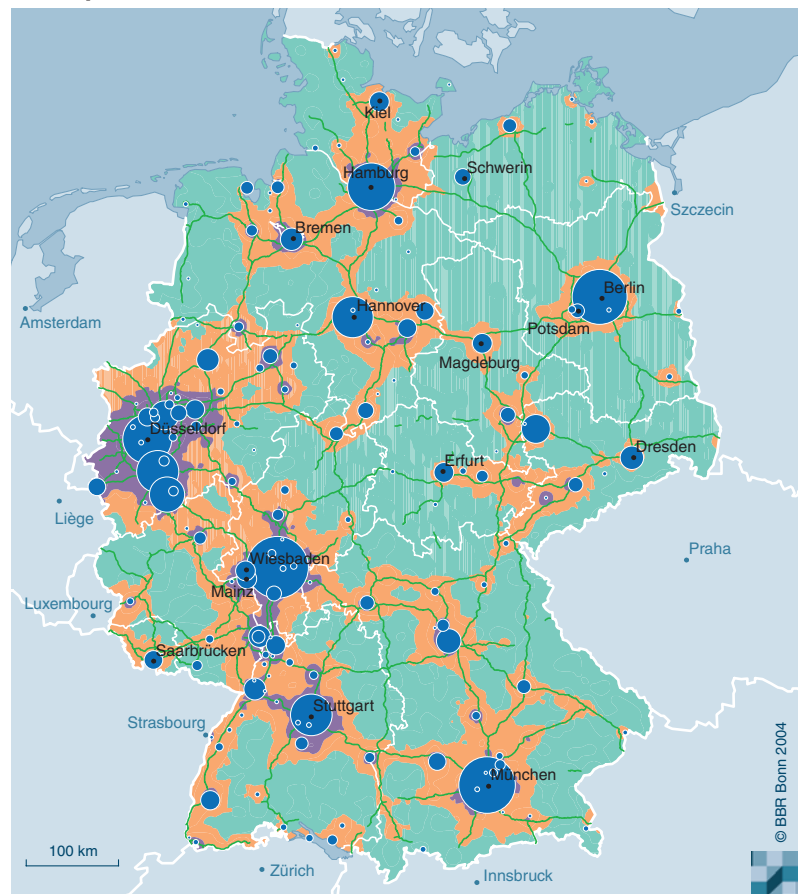 Kiel
Hamburg
Schwerin
Szczecin
Bremen
Berlin
Hannover
Potsdam
Amsterdam
Magdeburg
Düsseldorf
Erfurt
Dresden
Liège
Praha
Wiesbaden
Mainz
Luxembourg
Saarbrücken
Stuttgart
Strasbourg
München
© BBR Bonn 2004
100 km
Zürich
Innsbruck